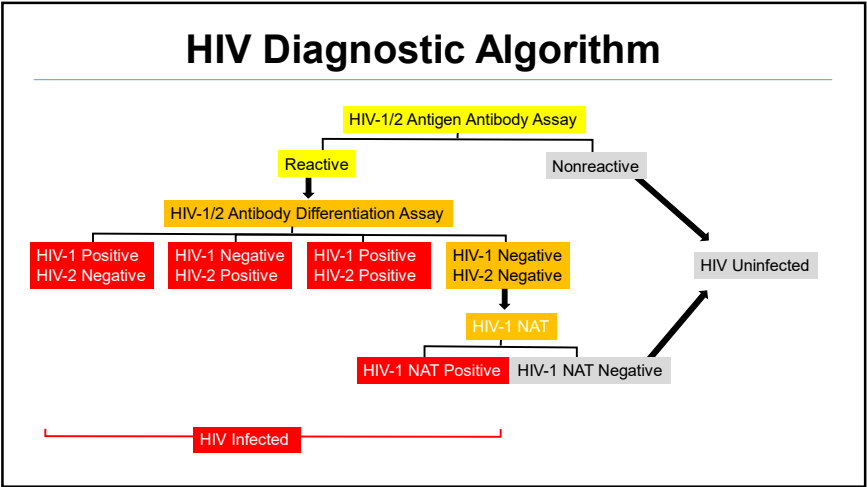 HIV Diagnostic Algorithm
HIV-1/2 Antigen Antibody Assay
Reactive
Nonreactive
HIV-1/2 Antibody Differentiation Assay
HIV-1 Positive
HIV-2 Negative
HIV-1 Negative
HIV-2 Positive
HIV-1 Positive
HIV-2 Positive
HIV-1 Negative
HIV-2 Negative
HIV Uninfected
HIV-1 NAT
HIV-1 NAT Positive
HIV-1 NAT Negative
HIV Infected